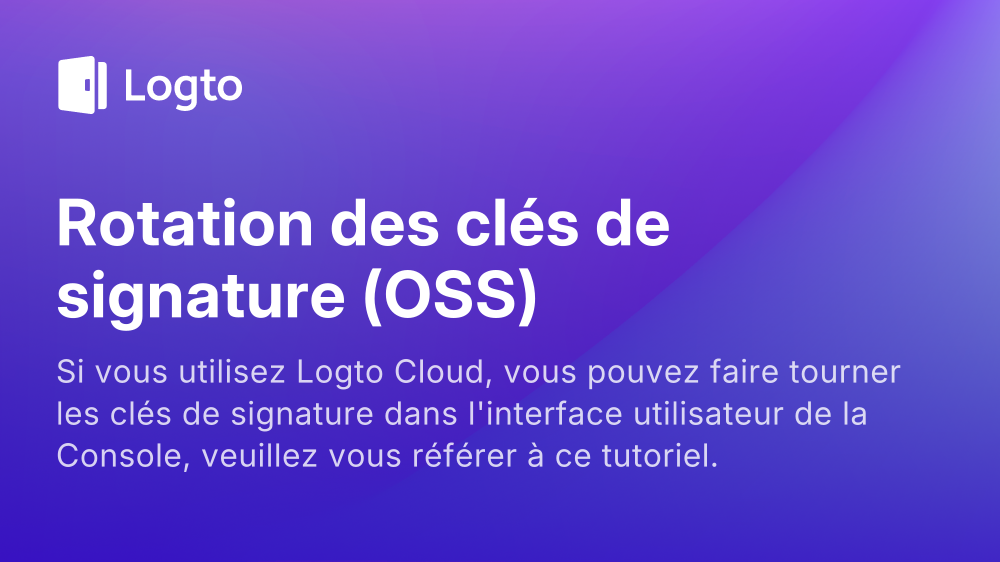 Logto
Rotation des clés de
signature (OSS)
Si vous utilisez Logto Cloud, vous pouvez faire tourner
les clés de signature dans l'interface utilisateur de la
Console, veuillez vous référer à ce tutoriel.